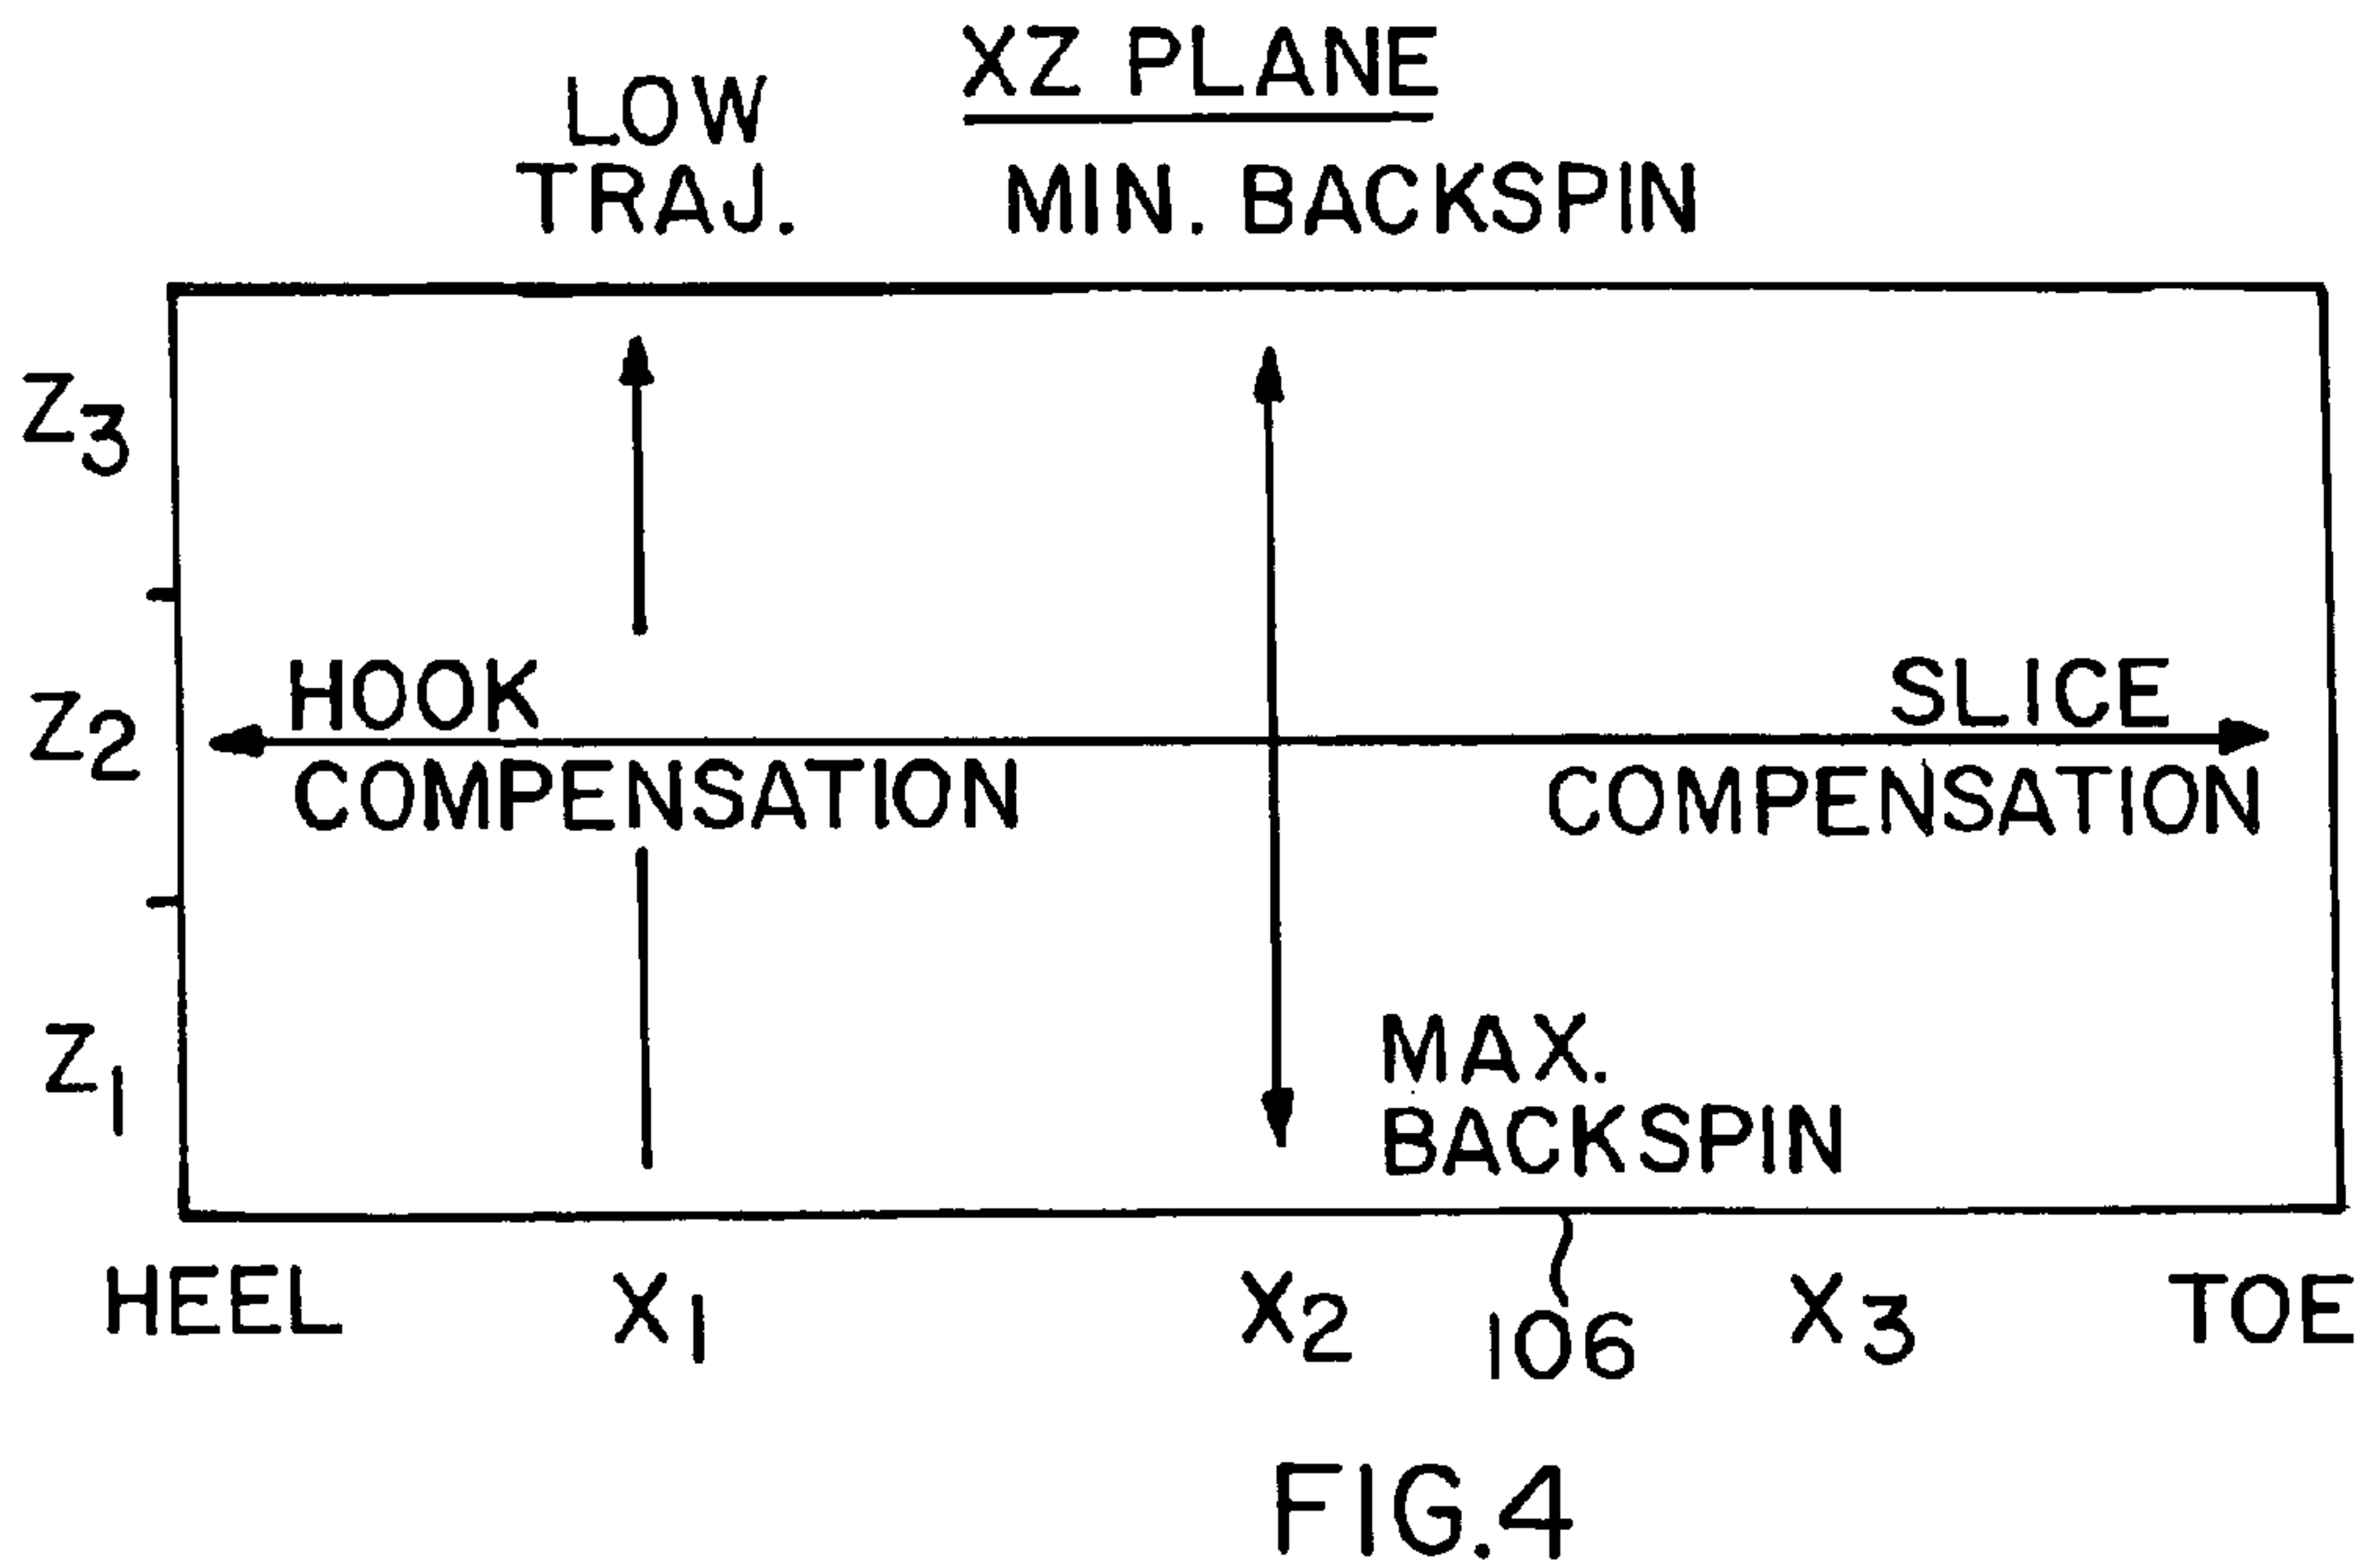 XZ PLANE
LOW
TRAJ.
MIN. BACKSPIN
Z3
HOOK
COMPENSATION
SLICE
COMPENSATION
Z2
Z1
MAX.
BACKSPIN
HEEL
X1
X2
106
X3
TOE
FIG.4